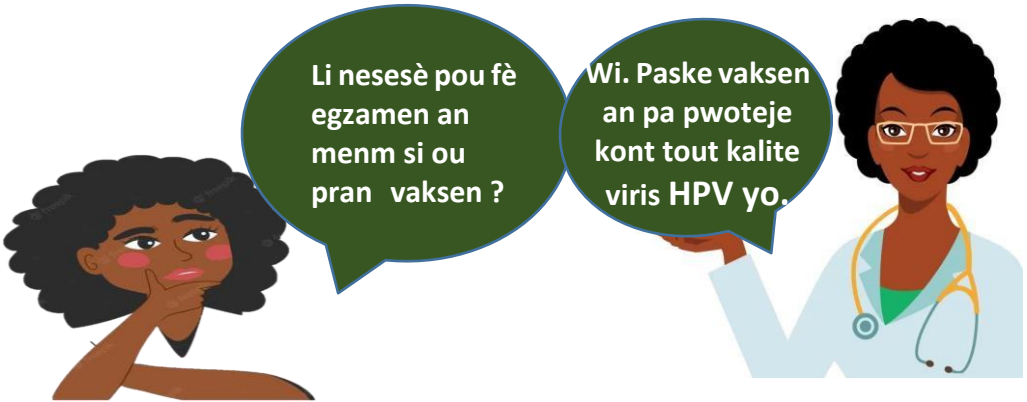 Li nesesè pou fè
egzamen an
menm si ou
pran vaksen ?
Wi. Paske vaksen
an pa pwoteje
kont tout kalite
viris HPV yo.